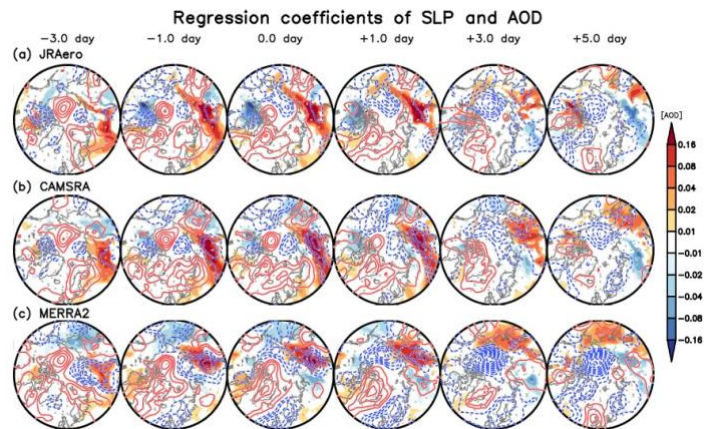 Regression coefficients of SLP and AOD
−3.0 day −1.0 day 0.0 day +1.0 day +3.0 day +5.0 day
(a) JRAero
[AOD]
0.16
0.08
0.04
0.02
0.01
−0.01
−0.02
−0.04
−0.08
−0.16
(b) CAMSRA
(c) MERRA2